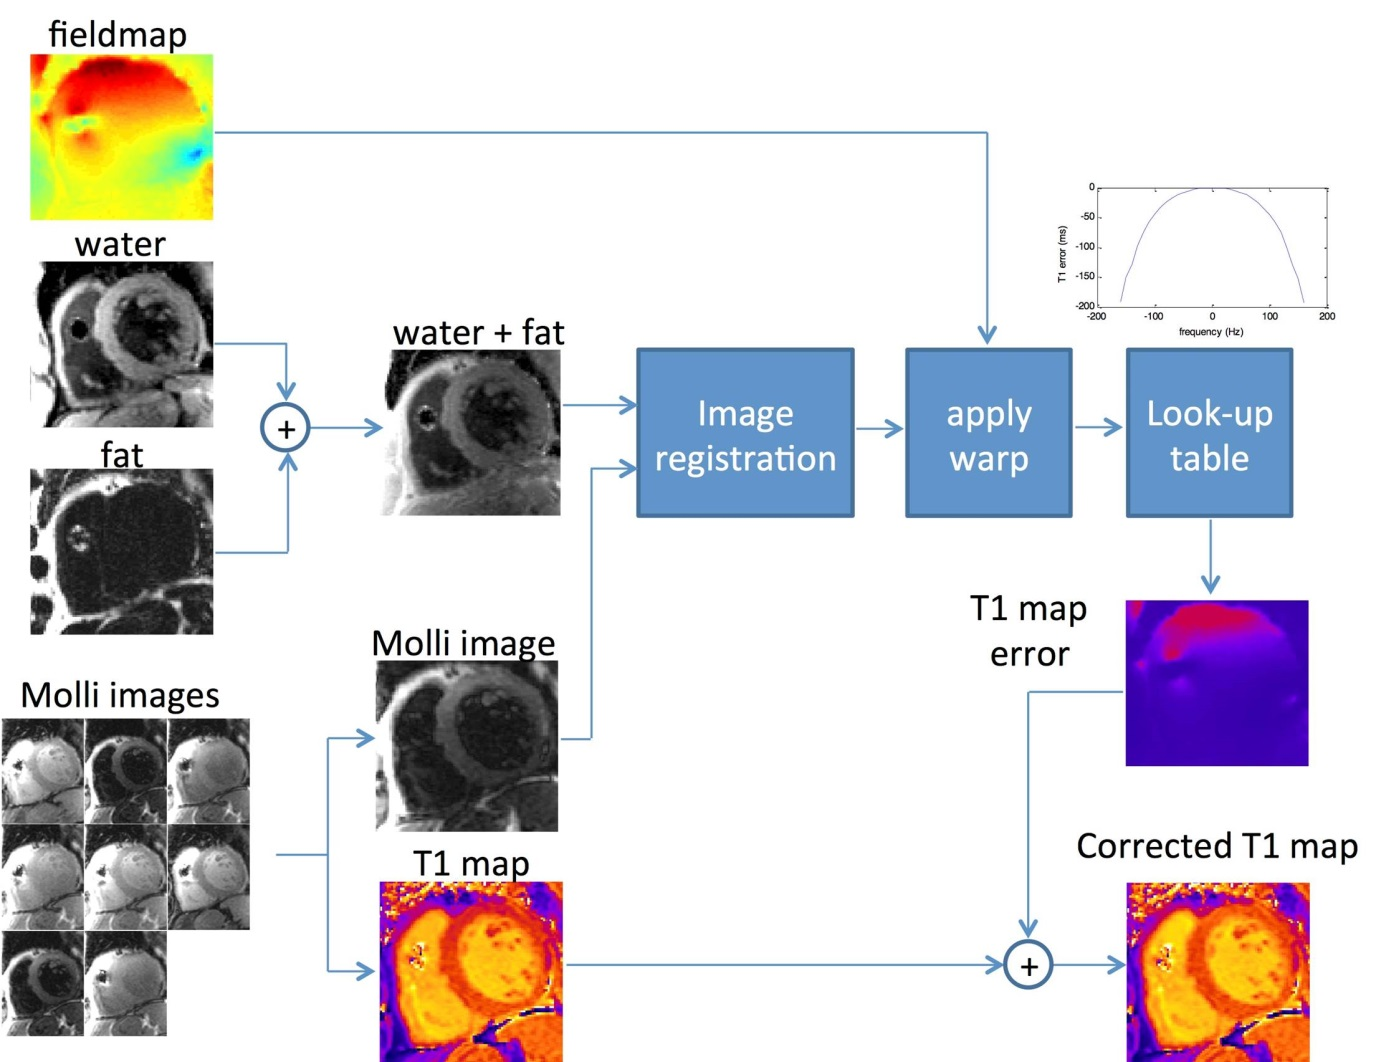 fieldmap
water
fat
+
water + fat
Image
registration
apply
warp
Look-up
table
0
-50
-100
-150
-200
T1 error (ms)
-200 -100 0 100 200
frequency (Hz)
T1 map
error
Molli images
Molli image
T1 map
+
Corrected T1 map